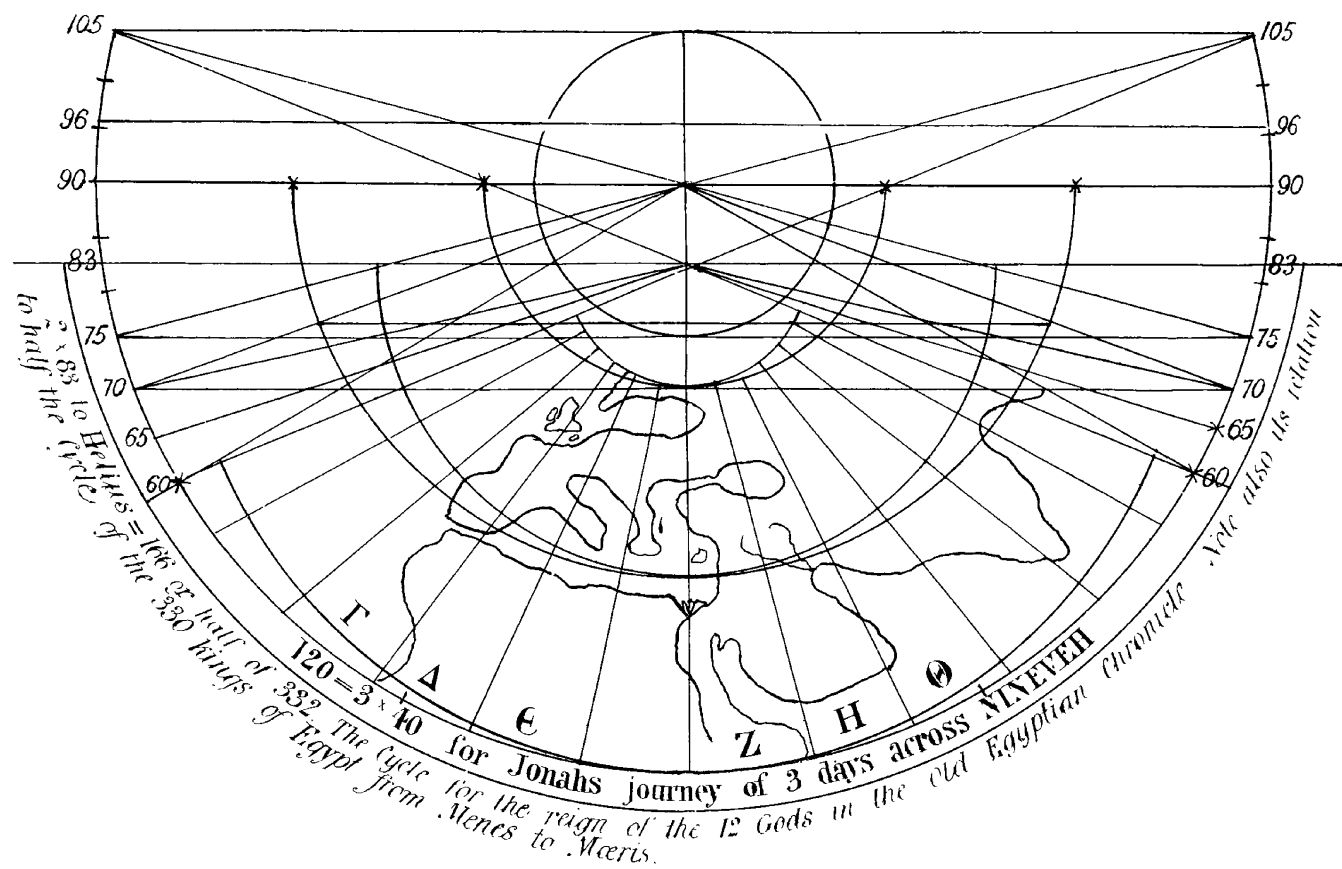 105 105
96 96
90 90
83 83
75 75
70 70
65 65
60 60
Γ Δ Є Z H Θ
120 = 3 × 40 for Jonahs journey of 3 days across NINEVEH
2 × 83 to Helius = 166 or half of 332 The Cycle for the reign of the 12 Gods in the Old Egyptian Chronicle Note also its relation
to half the Cycle of the 330 kings of Egypt from Menes to Mœris.